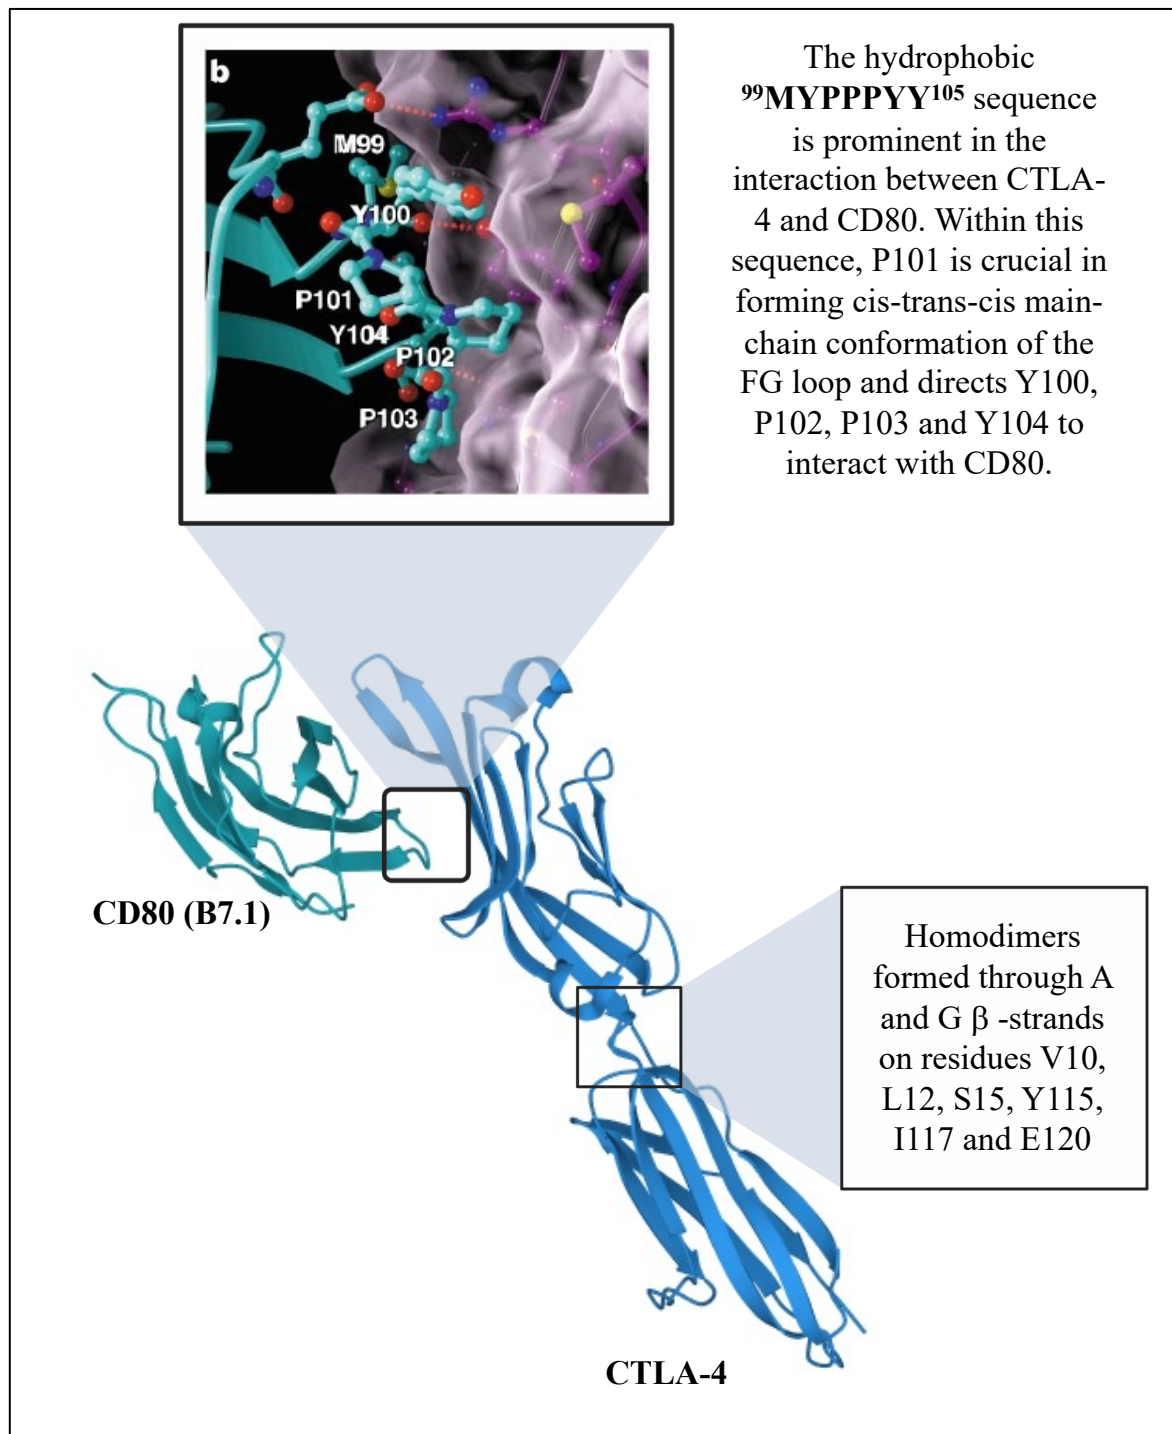 b
M99
Y100
P101
Y104
P102
P103
The hydrophobic
⁹⁹MYPPPYY¹⁰⁵ sequence
is prominent in the
interaction between CTLA-
4 and CD80. Within this
sequence, P101 is crucial in
forming cis-trans-cis main-
chain conformation of the
FG loop and directs Y100,
P102, P103 and Y104 to
interact with CD80.
CD80 (B7.1)
Homodimers
formed through A
and G β -strands
on residues V10,
L12, S15, Y115,
I117 and E120
CTLA-4